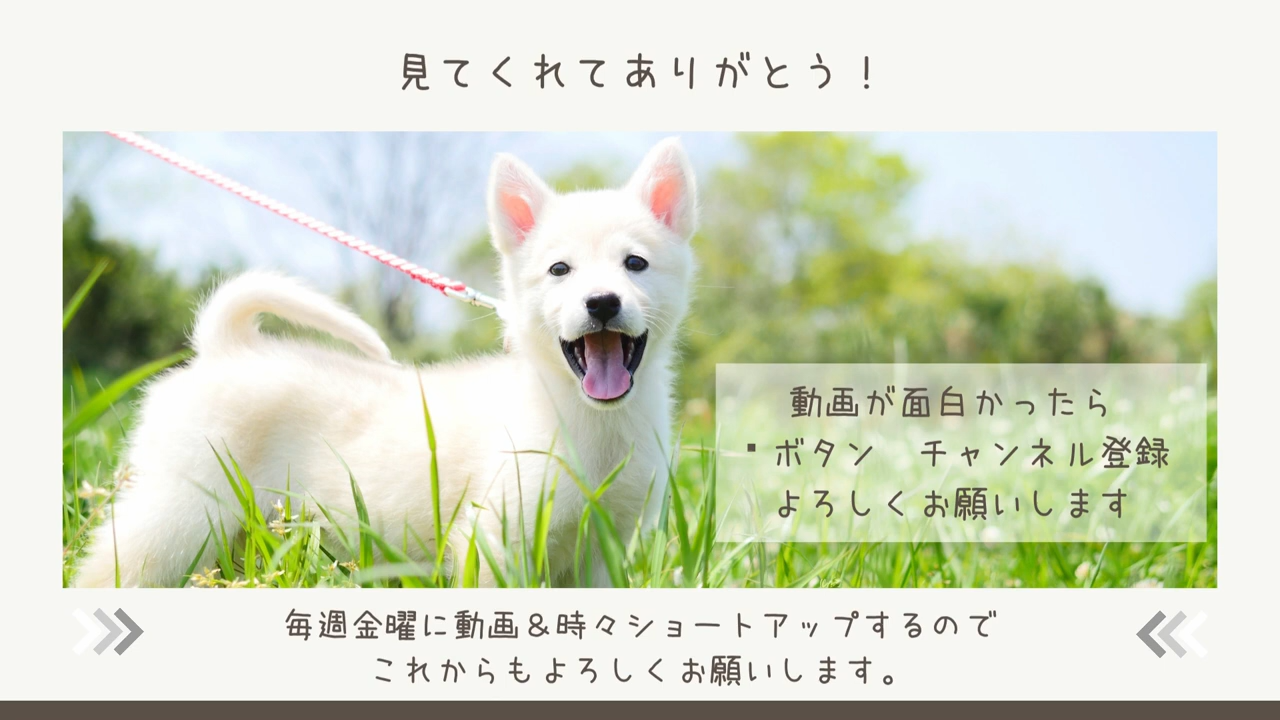 見てくれてありがとう！
動画が面白かったら
▪ボタン　チャンネル登録
よろしくお願いします
毎週金曜に動画＆時々ショートアップするので
これからもよろしくお願いします。